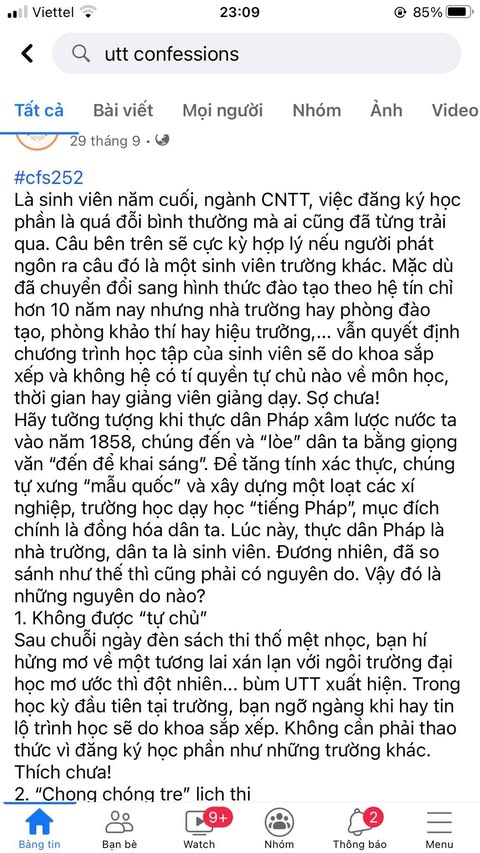 Viettel
23:09
85%
utt confessions
Tất cả
Bài viết
Mọi người
Nhóm
Ảnh
Video
29 tháng 9 •
#cfs252
Là sinh viên năm cuối, ngành CNTT, việc đăng ký học
phần là quá đỗi bình thường mà ai cũng đã từng trải
qua. Câu bên trên sẽ cực kỳ hợp lý nếu người phát
ngôn ra câu đó là một sinh viên trường khác. Mặc dù
đã chuyển đổi sang hình thức đào tạo theo hệ tín chỉ
hơn 10 năm nay nhưng nhà trường hay phòng đào
tạo, phòng khảo thí hay hiệu trưởng,... vẫn quyết định
chương trình học tập của sinh viên sẽ do khoa sắp
xếp và không hệ có tí quyền tự chủ nào về môn học,
thời gian hay giảng viên giảng dạy. Sợ chưa!
Hãy tưởng tượng khi thực dân Pháp xâm lược nước ta
vào năm 1858, chúng đến và “lòe” dân ta bằng giọng
văn “đến để khai sáng”. Để tăng tính xác thực, chúng
tự xưng “mẫu quốc” và xây dựng một loạt các xí
nghiệp, trường học dạy học “tiếng Pháp”, mục đích
chính là đồng hóa dân ta. Lúc này, thực dân Pháp là
nhà trường, dân ta là sinh viên. Đương nhiên, đã so
sánh như thế thì cũng phải có nguyên do. Vậy đó là
những nguyên do nào?
1. Không được “tự chủ”
Sau chuỗi ngày đèn sách thi thố mệt nhọc, bạn hí
hửng mơ về một tương lai xán lạn với ngôi trường đại
học mơ ước thì đột nhiên... bùm UTT xuất hiện. Trong
học kỳ đầu tiên tại trường, bạn ngỡ ngàng khi hay tin
lộ trình học sẽ do khoa sắp xếp. Không cần phải thao
thức vì đăng ký học phần như những trường khác.
Thích chưa!
2. “Chong chóng tre” lịch thi
9+
2
Bảng tin
Bạn bè
Watch
Nhóm
Thông báo
Menu